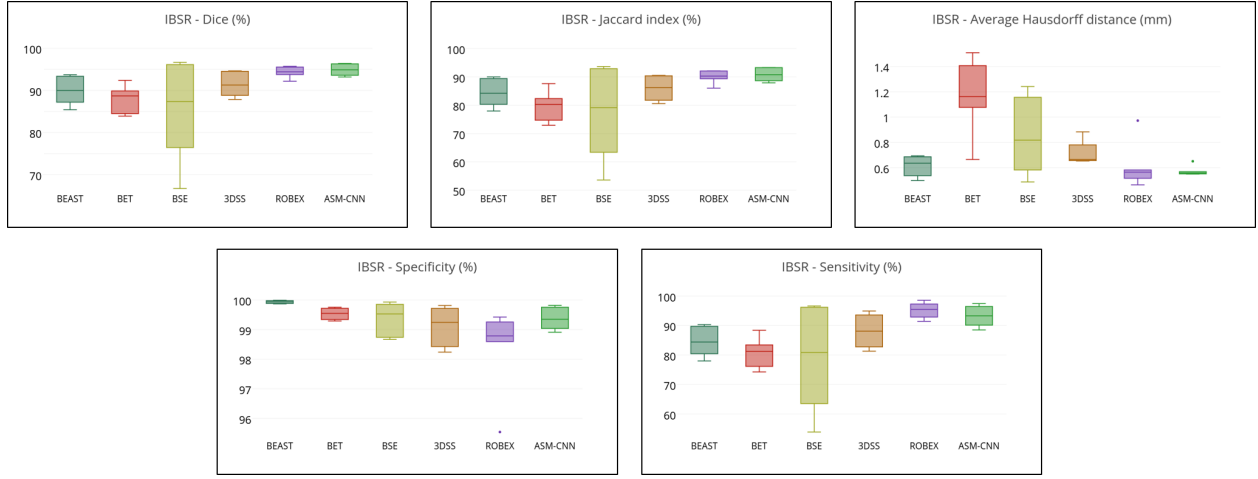 IBSR - Dice (%)
100
90
80
70
BEAST BET BSE 3DSS ROBEX ASM-CNN
IBSR - Jaccard index (%)
100
90
80
70
60
50
BEAST BET BSE 3DSS ROBEX ASM-CNN
IBSR - Average Hausdorff distance (mm)
1.4
1.2
1
0.8
0.6
BEAST BET BSE 3DSS ROBEX ASM-CNN
IBSR - Specificity (%)
100
99
98
97
96
BEAST BET BSE 3DSS ROBEX ASM-CNN
IBSR - Sensitivity (%)
100
90
80
70
60
BEAST BET BSE 3DSS ROBEX ASM-CNN